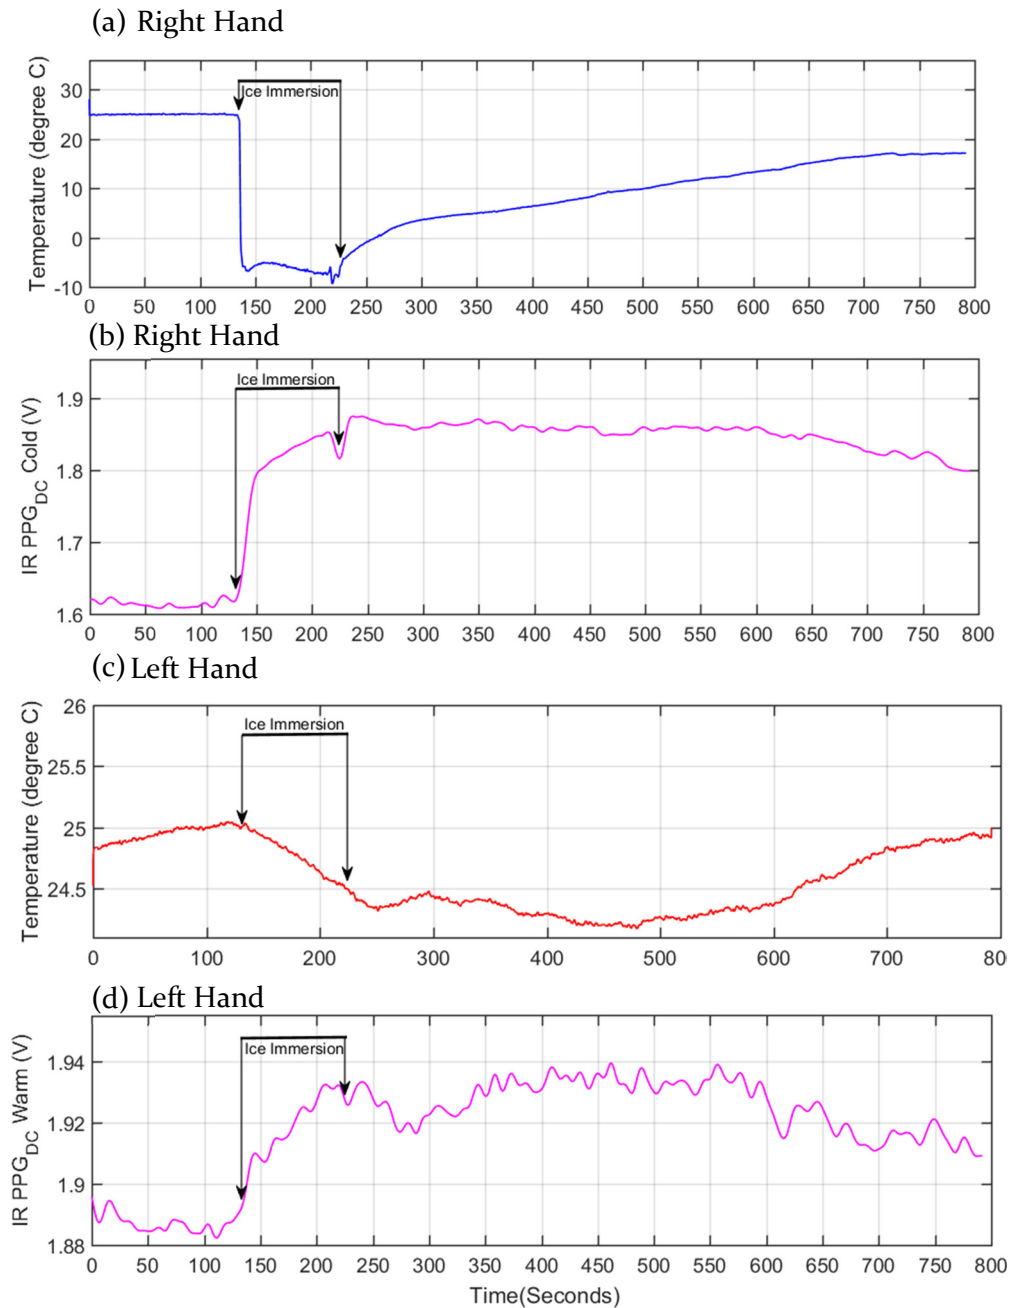 (a) Right Hand
Temperature (degree C)
30
20
10
0
-10
Ice Immersion
0 50 100 150 200 250 300 350 400 450 500 550 600 650 700 750 800
(b) Right Hand
IR PPG_DC Cold (V)
1.9
1.8
1.7
1.6
Ice Immersion
0 50 100 150 200 250 300 350 400 450 500 550 600 650 700 750 800
(c) Left Hand
Temperature (degree C)
26
25.5
25
24.5
Ice Immersion
0 100 200 300 400 500 600 700 80
(d) Left Hand
IR PPG_DC Warm (V)
1.94
1.92
1.9
1.88
Ice Immersion
0 50 100 150 200 250 300 350 400 450 500 550 600 650 700 750 800
Time(Seconds)